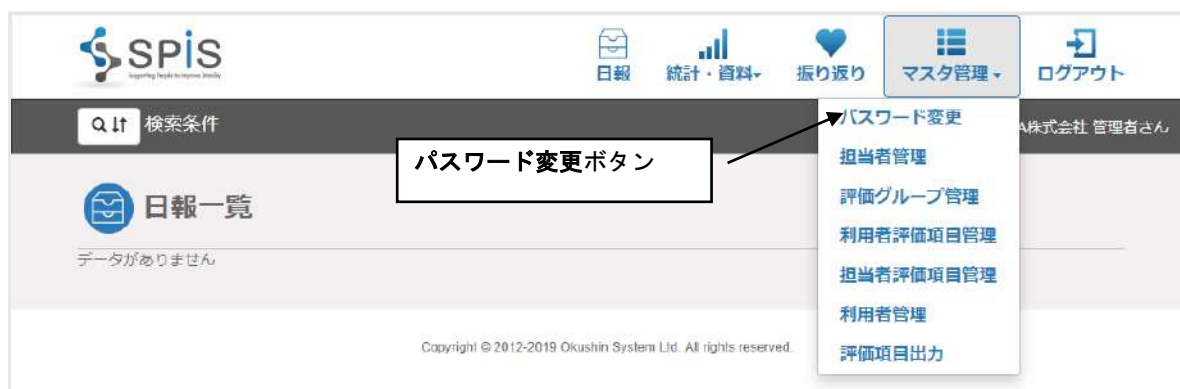 SPiS
Supporting People to Improve Stability
日報
統計・資料
振り返り
マスタ管理
ログアウト
検索条件
A株式会社 管理者さん
パスワード変更ボタン
日報一覧
データがありません
パスワード変更
担当者管理
評価グループ管理
利用者評価項目管理
担当者評価項目管理
利用者管理
評価項目出力
Copyright © 2012-2019 Okushin System Ltd. All rights reserved.